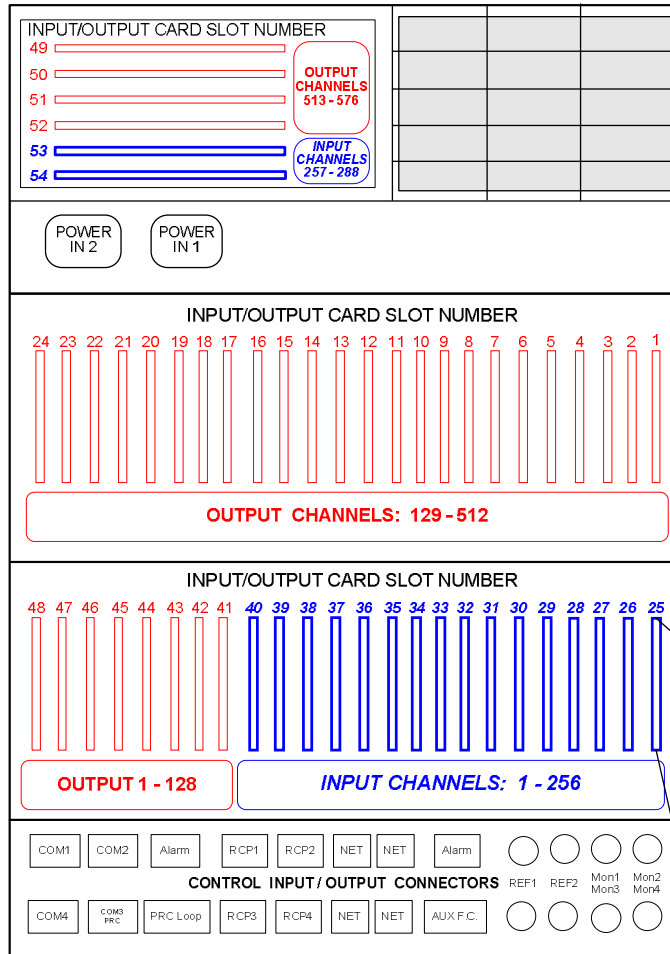 INPUT/OUTPUT CARD SLOT NUMBER
49
50
51
52
OUTPUT
CHANNELS
513 - 576
53
54
INPUT
CHANNELS
257 - 288
POWER
IN 2
POWER
IN 1
INPUT/OUTPUT CARD SLOT NUMBER
24 23 22 21 20 19 18 17 16 15 14 13 12 11 10 9 8 7 6 5 4 3 2 1
OUTPUT CHANNELS: 129 - 512
INPUT/OUTPUT CARD SLOT NUMBER
48 47 46 45 44 43 42 41 40 39 38 37 36 35 34 33 32 31 30 29 28 27 26 25
OUTPUT 1 - 128
INPUT CHANNELS: 1 - 256
COM1 COM2 Alarm RCP1 RCP2 NET NET Alarm
CONTROL INPUT / OUTPUT CONNECTORS
REF1 REF2
Mon1
Mon3
Mon2
Mon4
COM4
COM3
PRC
PRC Loop RCP3 RCP4 NET NET AUX F.C.